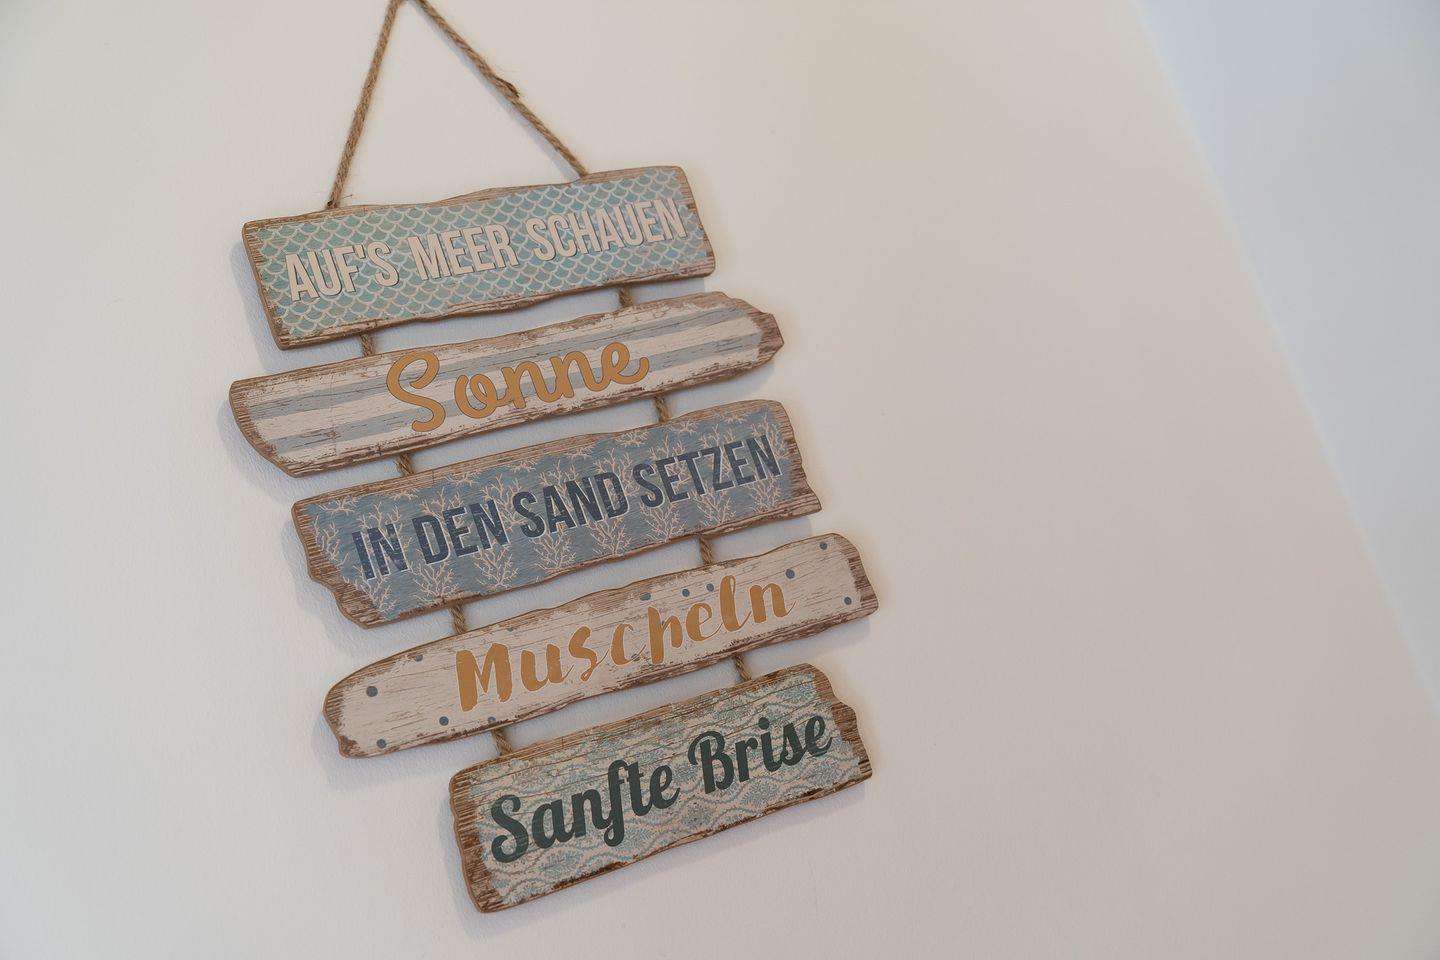 AUF'S MEER SCHAUEN
Sonne
IN DEN SAND SETZEN
Muscheln
Sanfte Brise